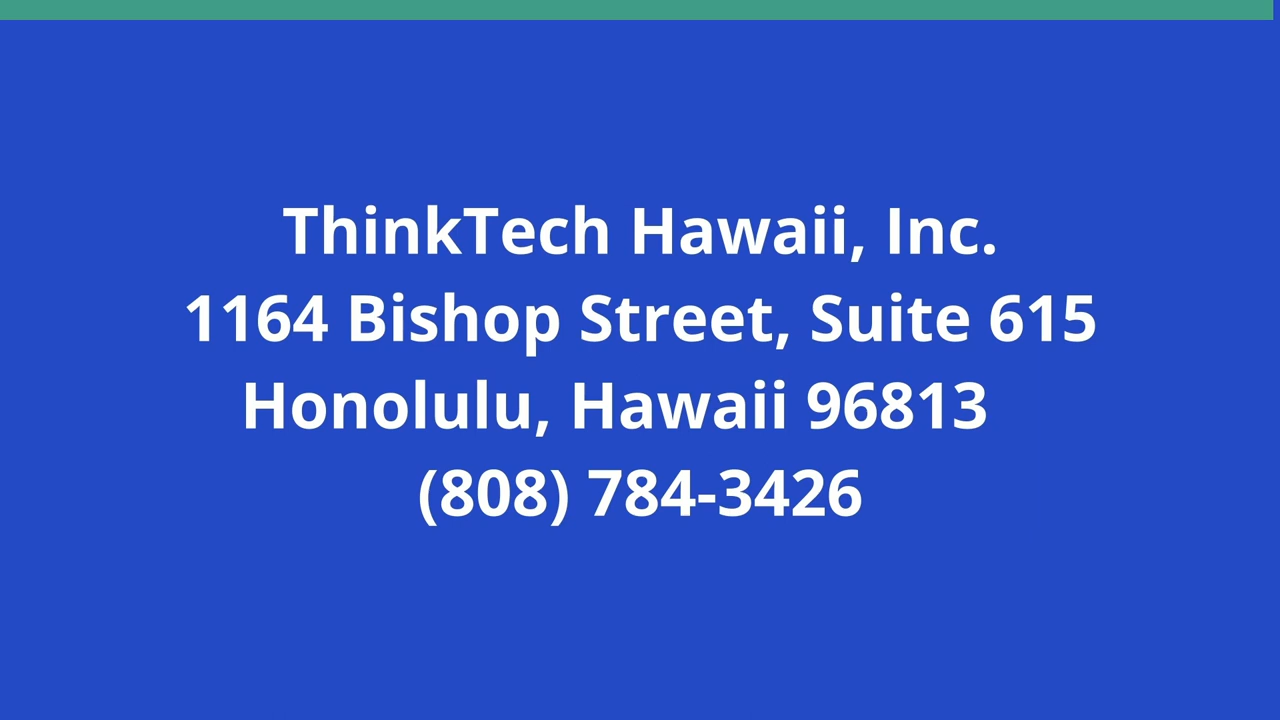 ThinkTech Hawaii, Inc.
1164 Bishop Street, Suite 615
Honolulu, Hawaii 96813
(808) 784-3426